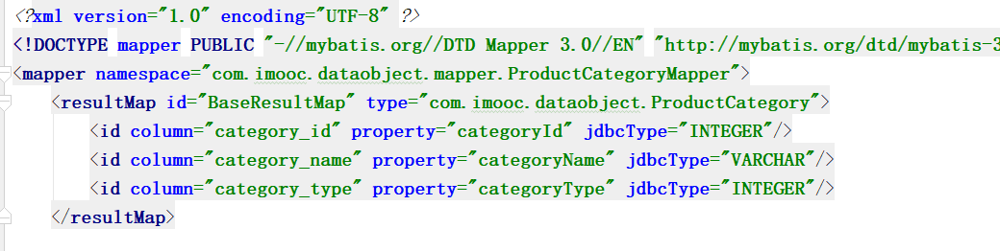 <?xml version="1.0" encoding="UTF-8" ?>
<!DOCTYPE mapper PUBLIC "-//mybatis.org//DTD Mapper 3.0//EN" "http://mybatis.org/dtd/mybatis-3
<mapper namespace="com.imooc.dataobject.mapper.ProductCategoryMapper">
<resultMap id="BaseResultMap" type="com.imooc.dataobject.ProductCategory">
<id column="category_id" property="categoryId" jdbcType="INTEGER"/>
<id column="category_name" property="categoryName" jdbcType="VARCHAR"/>
<id column="category_type" property="categoryType" jdbcType="INTEGER"/>
</resultMap>